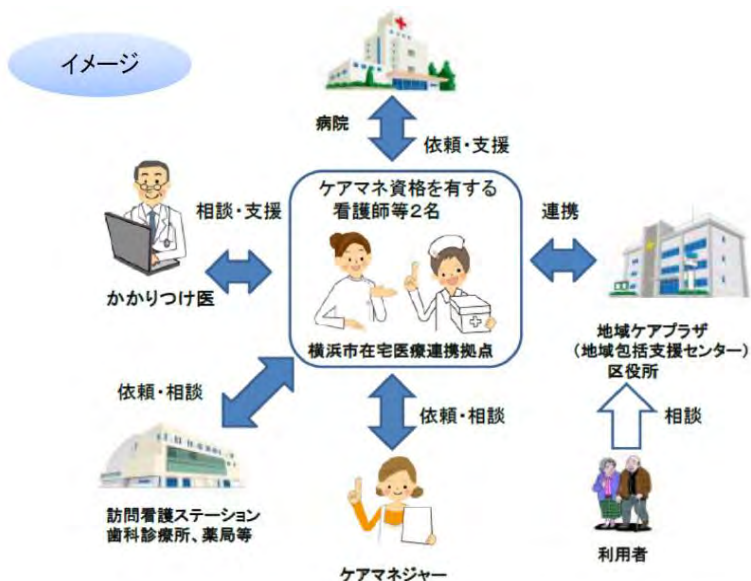 イメージ
病院
依頼・支援
ケアマネ資格を有する
看護師等2名
相談・支援
連携
かかりつけ医
横浜市在宅医療連携拠点
地域ケアプラザ
（地域包括支援センター）
区役所
依頼・相談
依頼・相談
相談
訪問看護ステーション
歯科診療所、薬局等
ケアマネジャー
利用者